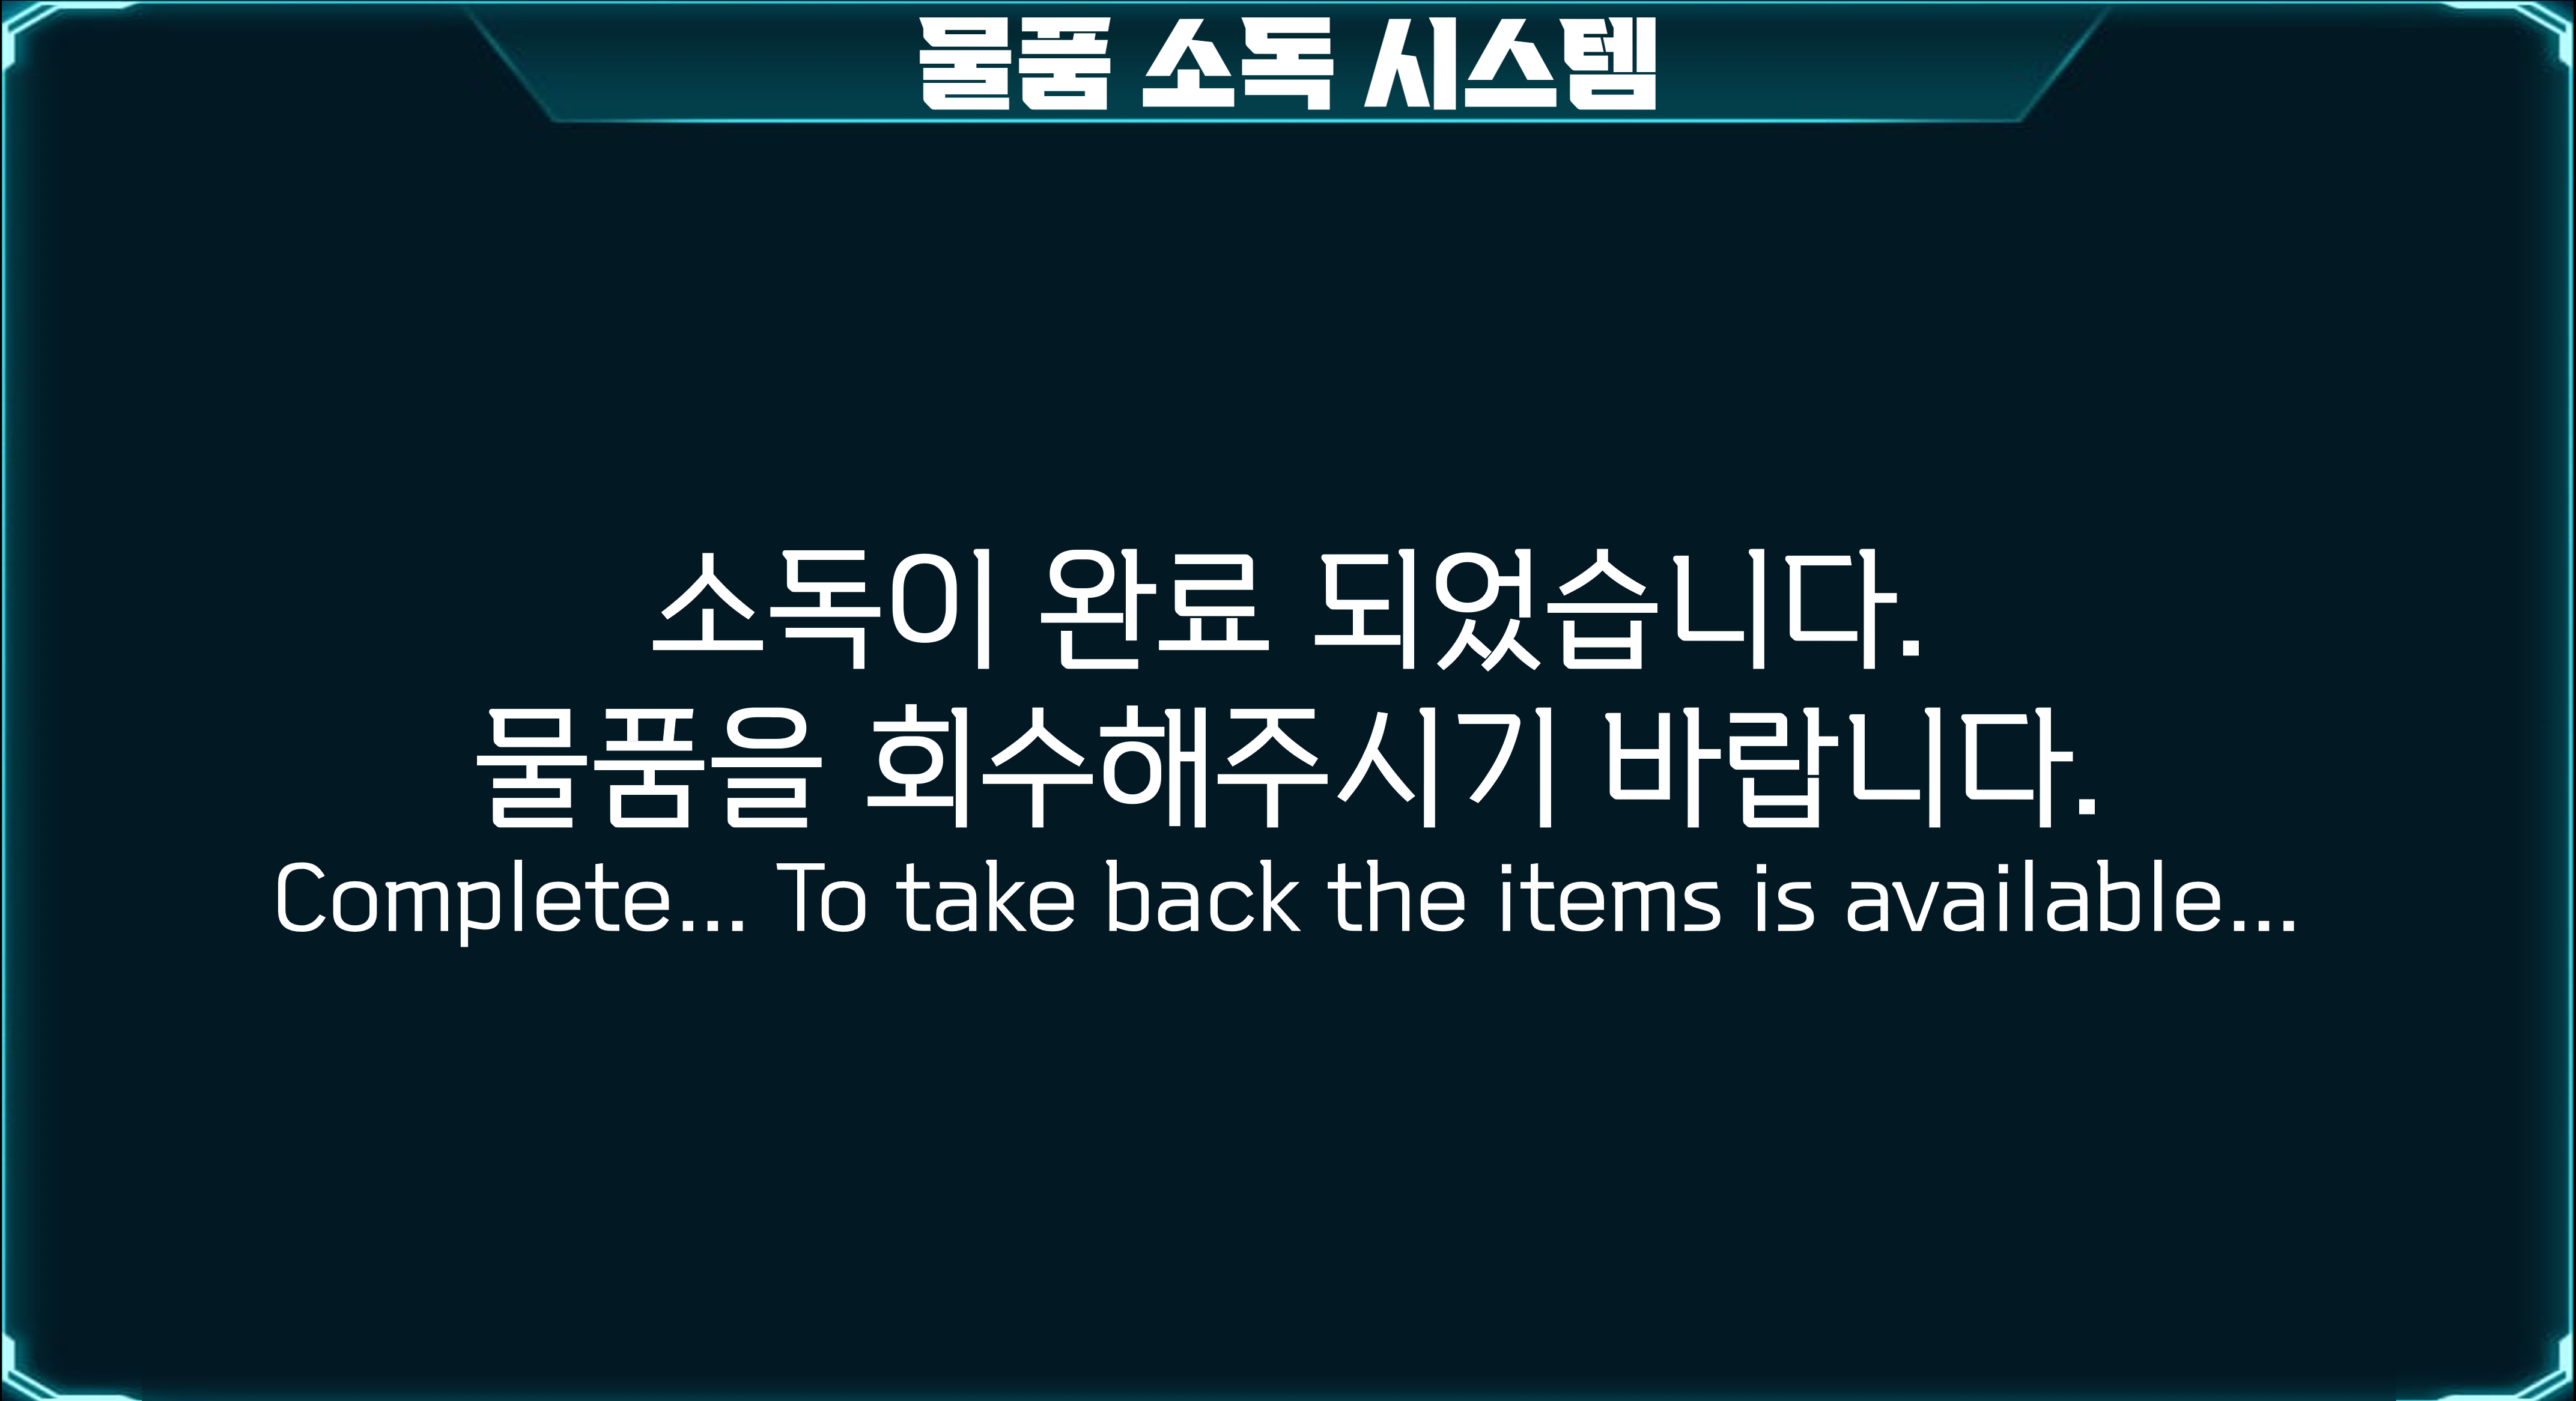 물품 소독 시스템
소독이 완료 되었습니다.
물품을 회수해주시기 바랍니다.
Complete... To take back the items is available...